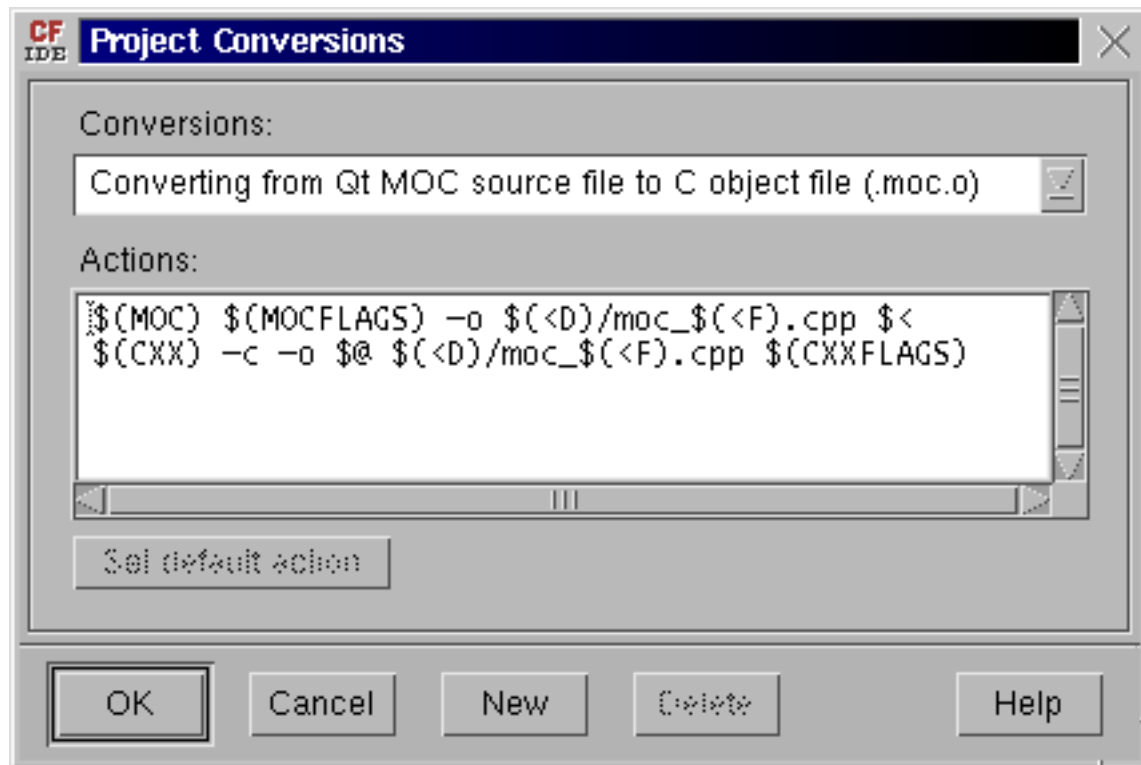 CF
IDE
Project Conversions
Conversions:
Converting from Qt MOC source file to C object file (.moc.o)
Actions:
$(MOC) $(MOCFLAGS) -o $(<D)/moc_$(<F).cpp $<
$(CXX) -c -o $@ $(<D)/moc_$(<F).cpp $(CXXFLAGS)
Set default action
OK
Cancel
New
Delete
Help